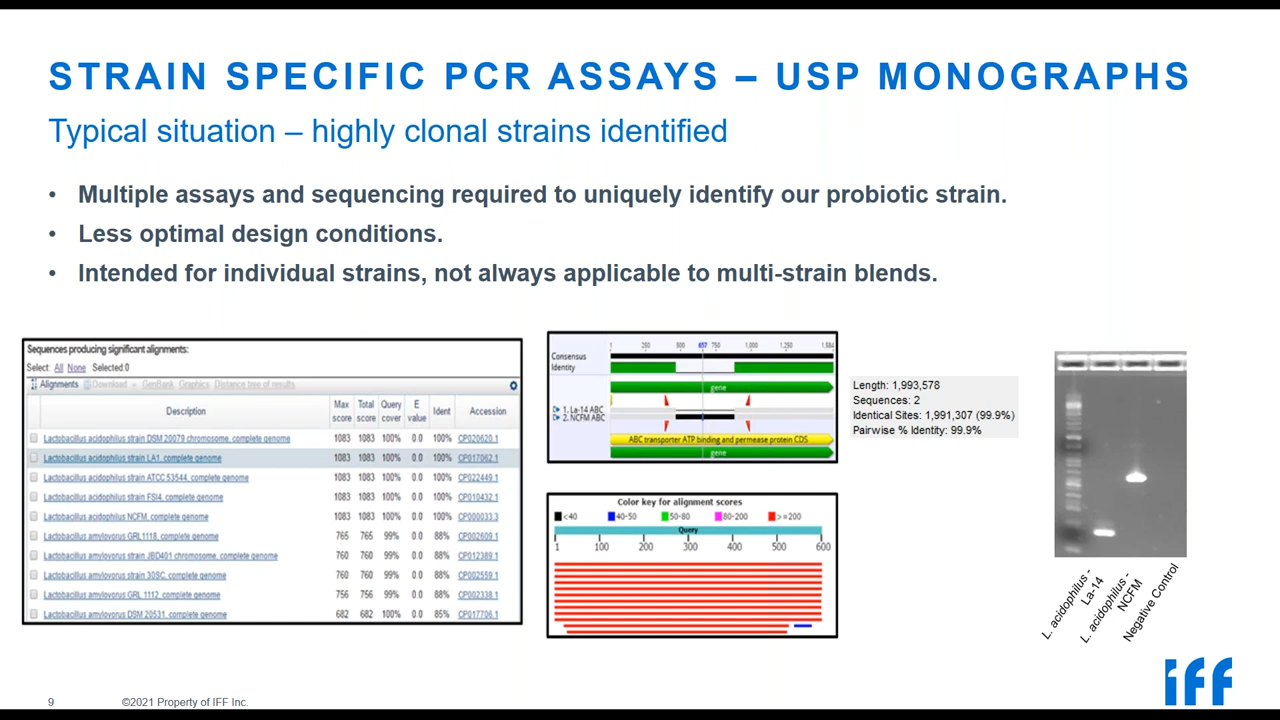 STRAIN SPECIFIC PCR ASSAYS – USP MONOGRAPHS
Typical situation – highly clonal strains identified
• Multiple assays and sequencing required to uniquely identify our probiotic strain.
• Less optimal design conditions.
• Intended for individual strains, not always applicable to multi-strain blends.
Sequences producing significant alignments:
Select: All None Selected:0
Alignments Download GenBank Graphics Distance tree of results
Description Max score Total score Query cover E value Ident Accession
Lactobacillus acidophilus strain DSM 20079 chromosome, complete genome 1083 1083 100% 0.0 100% CP020620.1
Lactobacillus acidophilus strain LA1, complete genome 1083 1083 100% 0.0 100% CP017062.1
Lactobacillus acidophilus strain ATCC 53544, complete genome 1083 1083 100% 0.0 100% CP022449.1
Lactobacillus acidophilus strain FSI4, complete genome 1083 1083 100% 0.0 100% CP010432.1
Lactobacillus acidophilus NCFM, complete genome 1083 1083 100% 0.0 100% CP000033.3
Lactobacillus amylovorus GRL1118, complete genome 765 765 99% 0.0 88% CP002609.1
Lactobacillus amylovorus strain JBD401 chromosome, complete genome 760 760 99% 0.0 88% CP012389.1
Lactobacillus amylovorus strain 30SC, complete genome 760 760 99% 0.0 88% CP002559.1
Lactobacillus amylovorus GRL 1112, complete genome 756 756 99% 0.0 88% CP002338.1
Lactobacillus amylovorus DSM 20531, complete genome 682 682 100% 0.0 85% CP017706.1
1 250 500 657 750 1,000 1,250 1,584
Consensus
Identity
gene
1. La-14 ABC
2. NCFM ABC
ABC transporter ATP binding and permease protein CDS
gene
Color key for alignment scores
<40 40-50 50-80 80-200 >=200
Query
1 100 200 300 400 500 600
Length: 1,993,578
Sequences: 2
Identical Sites: 1,991,307 (99.9%)
Pairwise % Identity: 99.9%
L. acidophilus -
La-14
L. acidophilus -
NCFM
Negative Control
9 ©2021 Property of IFF Inc.
iff